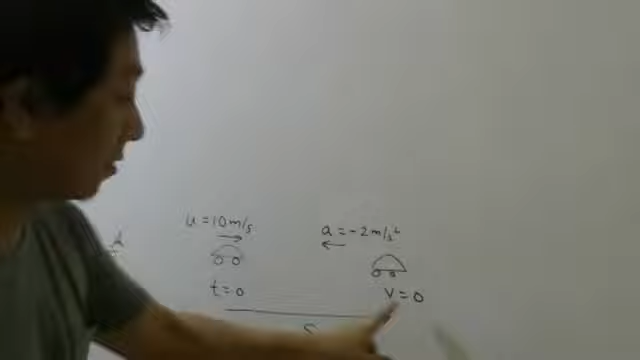 u = 10 m/s
a = -2 m/s²
t = 0
v = 0
S